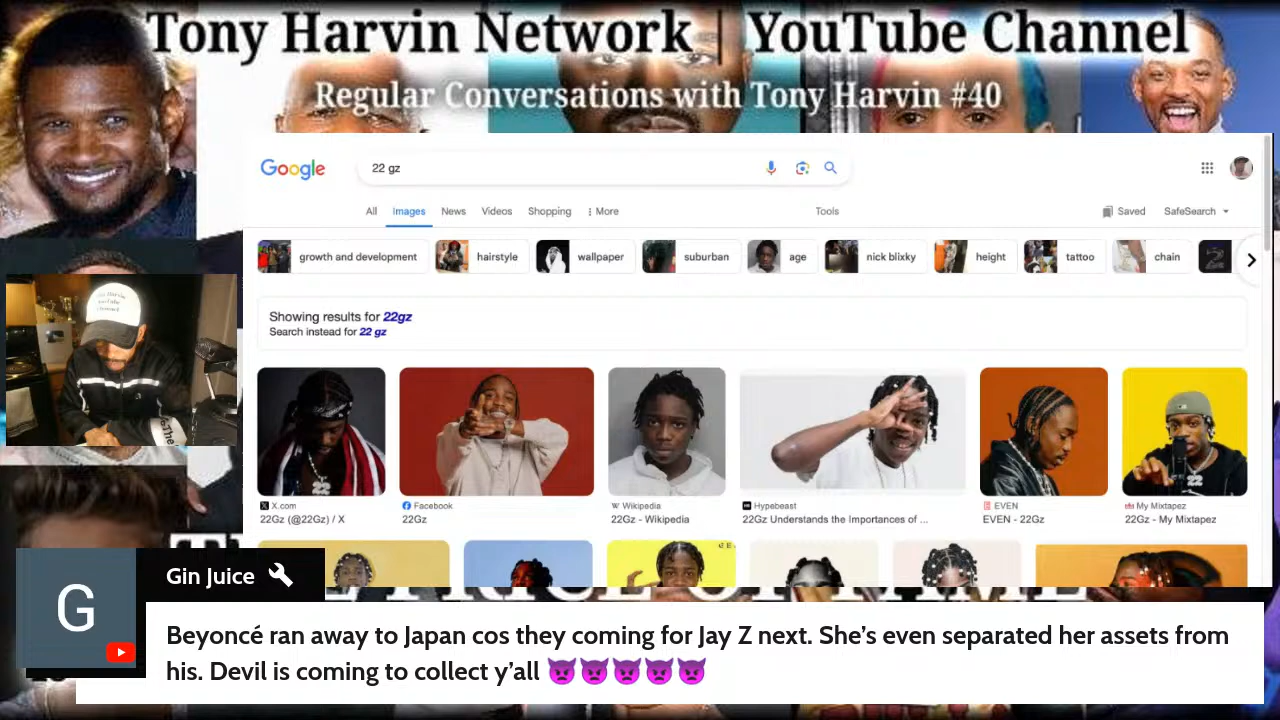 Tony Harvin Network | YouTube Channel
Regular Conversations with Tony Harvin #40
Google
22 gz
All Images News Videos Shopping More Tools Saved SafeSearch
growth and development hairstyle wallpaper suburban age nick blixky height tattoo chain
Showing results for 22gz
Search instead for 22 gz
X.com Facebook Wikipedia Hypebeast EVEN My Mixtapez
22Gz (@22Gz) / X 22Gz 22Gz - Wikipedia 22Gz Understands the Importances of ... EVEN - 22Gz 22Gz - My Mixtapez
G
Gin Juice
Beyoncé ran away to Japan cos they coming for Jay Z next. She’s even separated her assets from
his. Devil is coming to collect y’all 👿👿👿👿👿